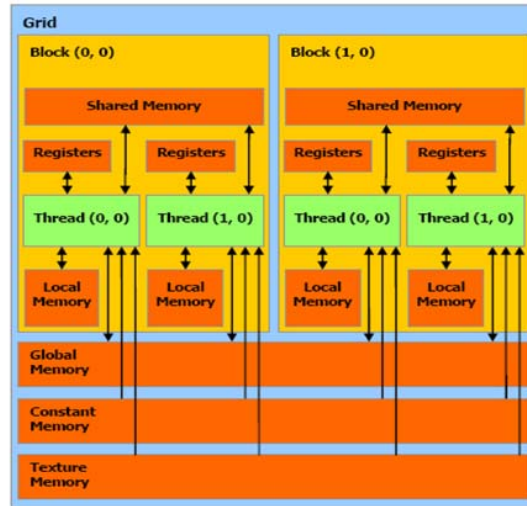 Grid
Block (0, 0)
Block (1, 0)
Shared Memory
Shared Memory
Registers
Registers
Registers
Registers
Thread (0, 0)
Thread (1, 0)
Thread (0, 0)
Thread (1, 0)
Local
Memory
Local
Memory
Local
Memory
Local
Memory
Global
Memory
Constant
Memory
Texture
Memory